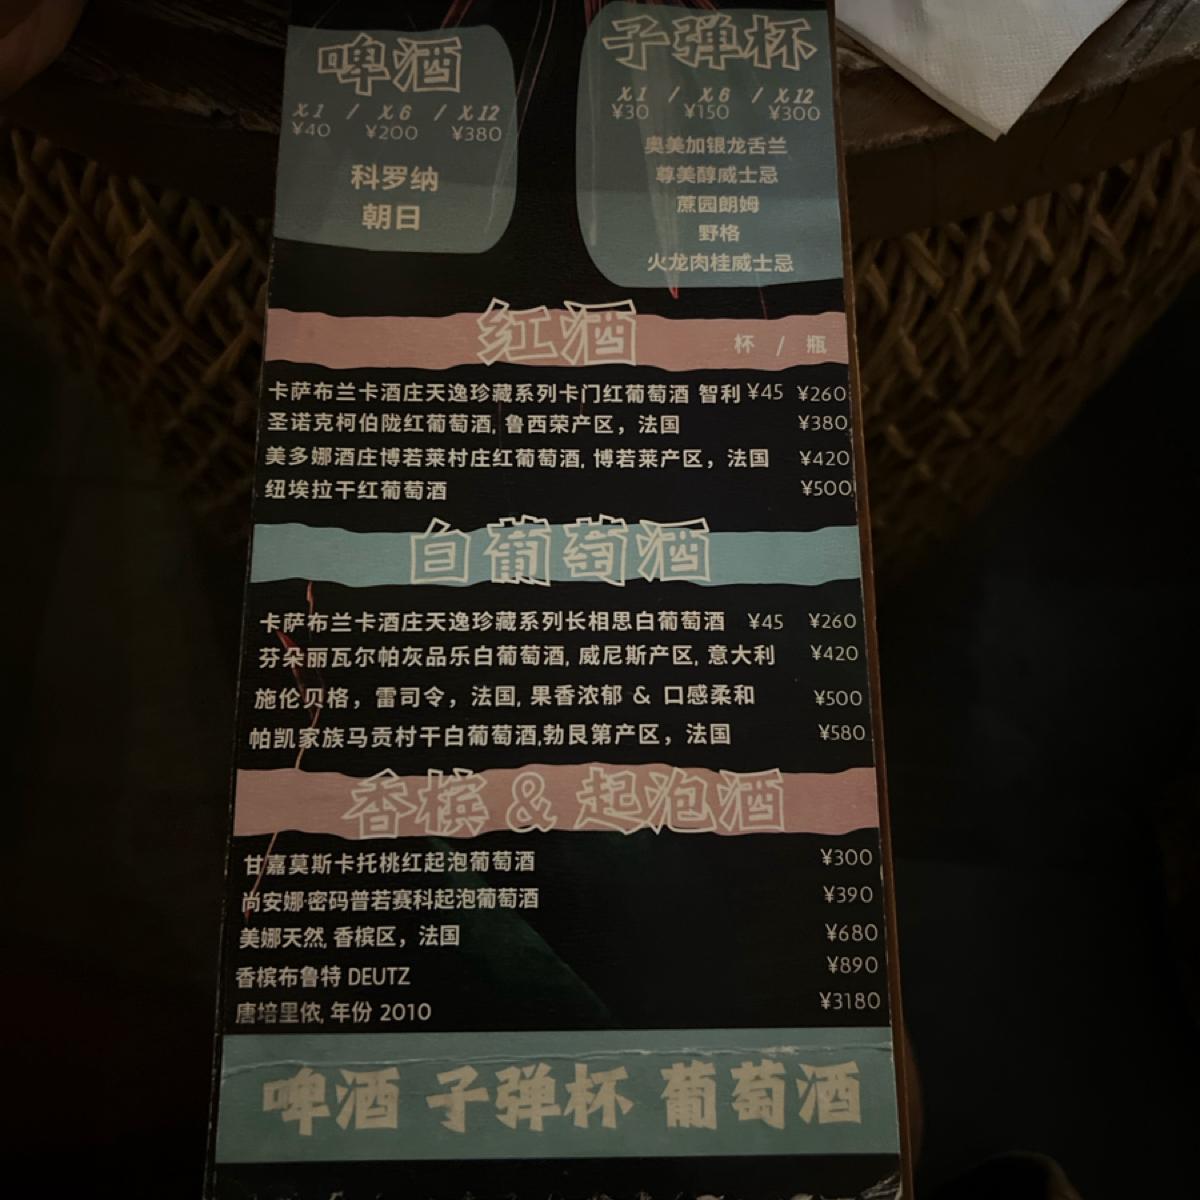 啤酒
X 1 / X 6 / X 12
¥40 ¥200 ¥380
科罗纳
朝日
子弹杯
X 1 / X 6 / X 12
¥30 ¥150 ¥300
奥美加银龙舌兰
尊美醇威士忌
蔗园朗姆
野格
火龙肉桂威士忌
红酒
杯 / 瓶
卡萨布兰卡酒庄天逸珍藏系列卡门红葡萄酒 智利 ¥45 ¥260
圣诺克柯伯陇红葡萄酒, 鲁西荣产区，法国 ¥380
美多娜酒庄博若莱村庄红葡萄酒, 博若莱产区，法国 ¥420
纽埃拉干红葡萄酒 ¥500
白葡萄酒
卡萨布兰卡酒庄天逸珍藏系列长相思白葡萄酒 ¥45 ¥260
芬朵丽瓦尔帕灰品乐白葡萄酒, 威尼斯产区, 意大利 ¥420
施伦贝格，雷司令，法国, 果香浓郁 & 口感柔和 ¥500
帕凯家族马贡村干白葡萄酒,勃艮第产区，法国 ¥580
香槟 & 起泡酒
甘嘉莫斯卡托桃红起泡葡萄酒 ¥300
尚安娜·密码普若赛科起泡葡萄酒 ¥390
美娜天然, 香槟区，法国 ¥680
香槟布鲁特 DEUTZ ¥890
唐培里侬, 年份 2010 ¥3180
啤酒 子弹杯 葡萄酒